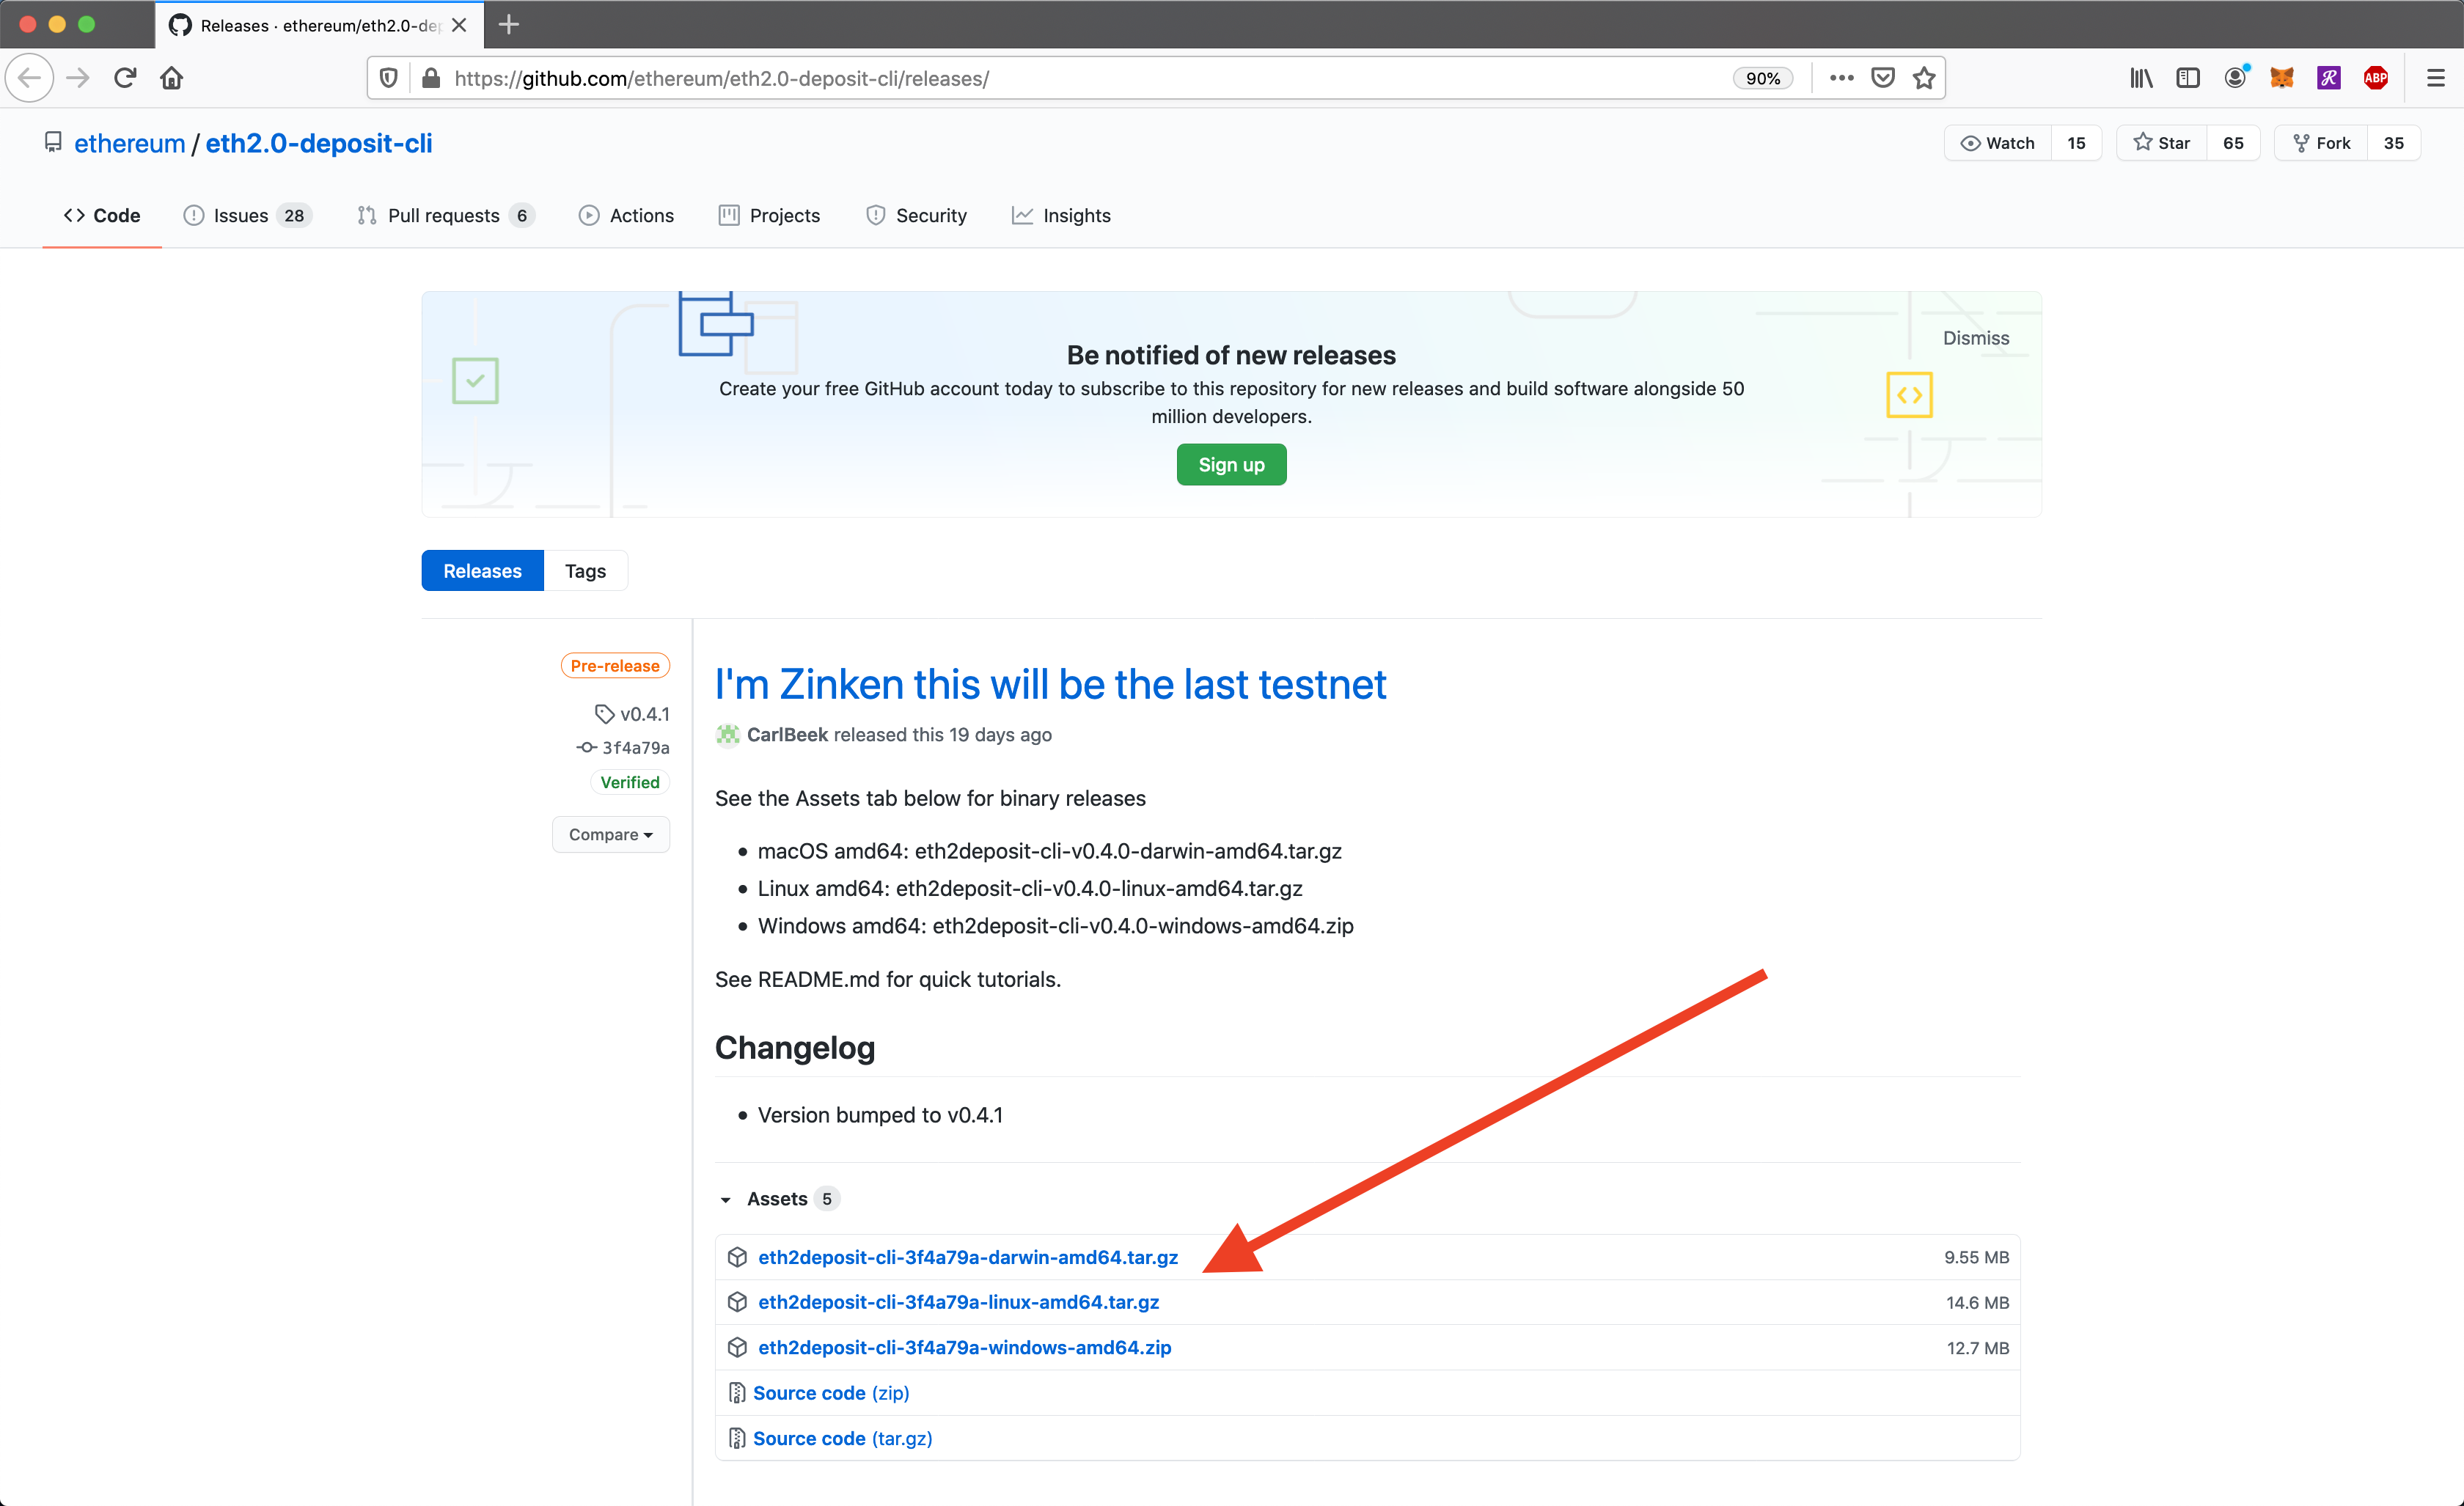 Releases · ethereum/eth2.0-dep
https://github.com/ethereum/eth2.0-deposit-cli/releases/
90%
ABP
ethereum / eth2.0-deposit-cli
Watch 15
Star 65
Fork 35
Code
Issues 28
Pull requests 6
Actions
Projects
Security
Insights
Be notified of new releases
Dismiss
Create your free GitHub account today to subscribe to this repository for new releases and build software alongside 50
million developers.
Sign up
Releases
Tags
Pre-release
v0.4.1
3f4a79a
Verified
Compare
I'm Zinken this will be the last testnet
CarlBeek released this 19 days ago
See the Assets tab below for binary releases
macOS amd64: eth2deposit-cli-v0.4.0-darwin-amd64.tar.gz
Linux amd64: eth2deposit-cli-v0.4.0-linux-amd64.tar.gz
Windows amd64: eth2deposit-cli-v0.4.0-windows-amd64.zip
See README.md for quick tutorials.
Changelog
Version bumped to v0.4.1
Assets 5
eth2deposit-cli-3f4a79a-darwin-amd64.tar.gz 9.55 MB
eth2deposit-cli-3f4a79a-linux-amd64.tar.gz 14.6 MB
eth2deposit-cli-3f4a79a-windows-amd64.zip 12.7 MB
Source code (zip)
Source code (tar.gz)